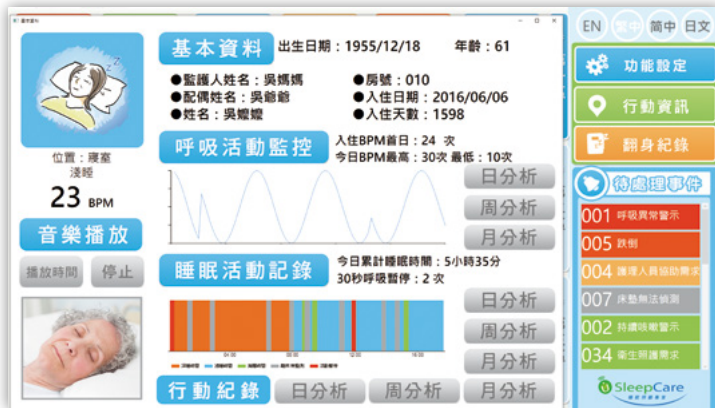 基本資料 出生日期：1955/12/18 年齡：61
●監護人姓名：吳媽媽 ●房號：010
●配偶姓名：吳爺爺 ●入住日期：2016/06/06
●姓名：吳嬤嬤 ●入住天數：1598
位置：寢室
淺睡
23 BPM
音樂播放
播放時間 停止
呼吸活動監控 入住BPM首日：24 次
今日BPM最高：30次 最低：10次
日分析
周分析
月分析
睡眠活動記錄 今日累計睡眠時間：5小時35分
30秒呼吸暫停：2 次
日分析
周分析
月分析
04:00 08:00 12:00 16:00
行動紀錄 日分析 周分析 月分析
EN 繁中 简中 日文
功能設定
行動資訊
翻身紀錄
待處理事件
001 呼吸異常警示
005 跌倒
004 護理人員協助需求
007 床墊無法偵測
002 持續咳嗽警示
034 衛生照護需求
SleepCare